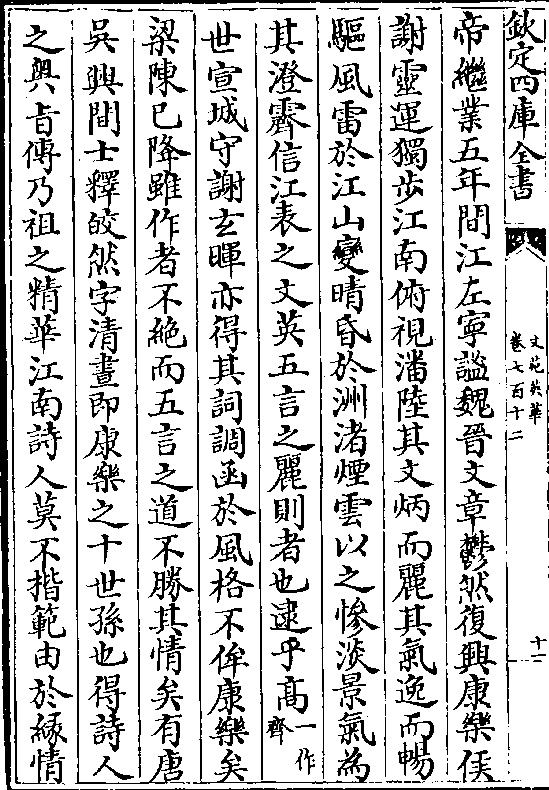 欽定四庫全書
文苑英華
卷七百十二
十一
帝繼業五年間江左寧謐魏晉文章鬱然復興康樂侯
謝靈運獨步江南俯視潘陸其文炳而麗其氣逸而暢
驅風雷於江山變晴昏於洲渚煙雲以之慘淡景氣為
其澄霽信江表之文英五言之麗則者也逮乎高一作齊
世宣城守謝玄暉亦得其詞調函於風格不侔康樂矣
梁陳已降雖作者不絶而五言之道不勝其情矣有唐
吳興間士釋皎然字清晝即康樂之十世孫也得詩人
之奧旨傳乃祖之精華江南詩人莫不揩範由於緣情